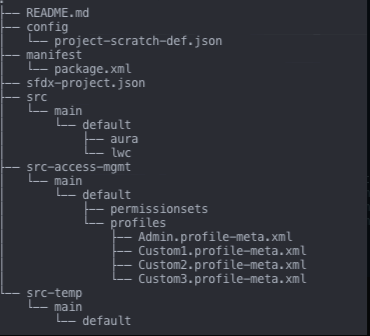 .
├── README.md
├── config
│   └── project-scratch-def.json
├── manifest
│   └── package.xml
├── sfdx-project.json
├── src
│   └── main
│       └── default
│           ├── aura
│           └── lwc
├── src-access-mgmt
│   └── main
│       └── default
│           ├── permissionsets
│           └── profiles
│               ├── Admin.profile-meta.xml
│               ├── Custom1.profile-meta.xml
│               ├── Custom2.profile-meta.xml
│               └── Custom3.profile-meta.xml
└── src-temp
    └── main
        └── default